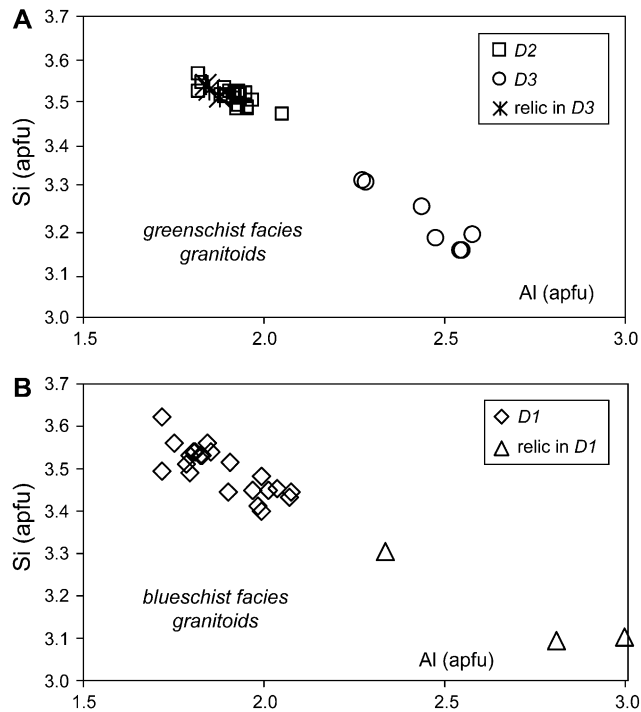 A
3.7
3.6
3.5
3.4
3.3
3.2
3.1
3.0
Si (apfu)
D2
D3
relic in D3
greenschist facies
granitoids
Al (apfu)
1.5 2.0 2.5 3.0
B
3.7
3.6
3.5
3.4
3.3
3.2
3.1
3.0
Si (apfu)
D1
relic in D1
blueschist facies
granitoids
Al (apfu)
1.5 2.0 2.5 3.0